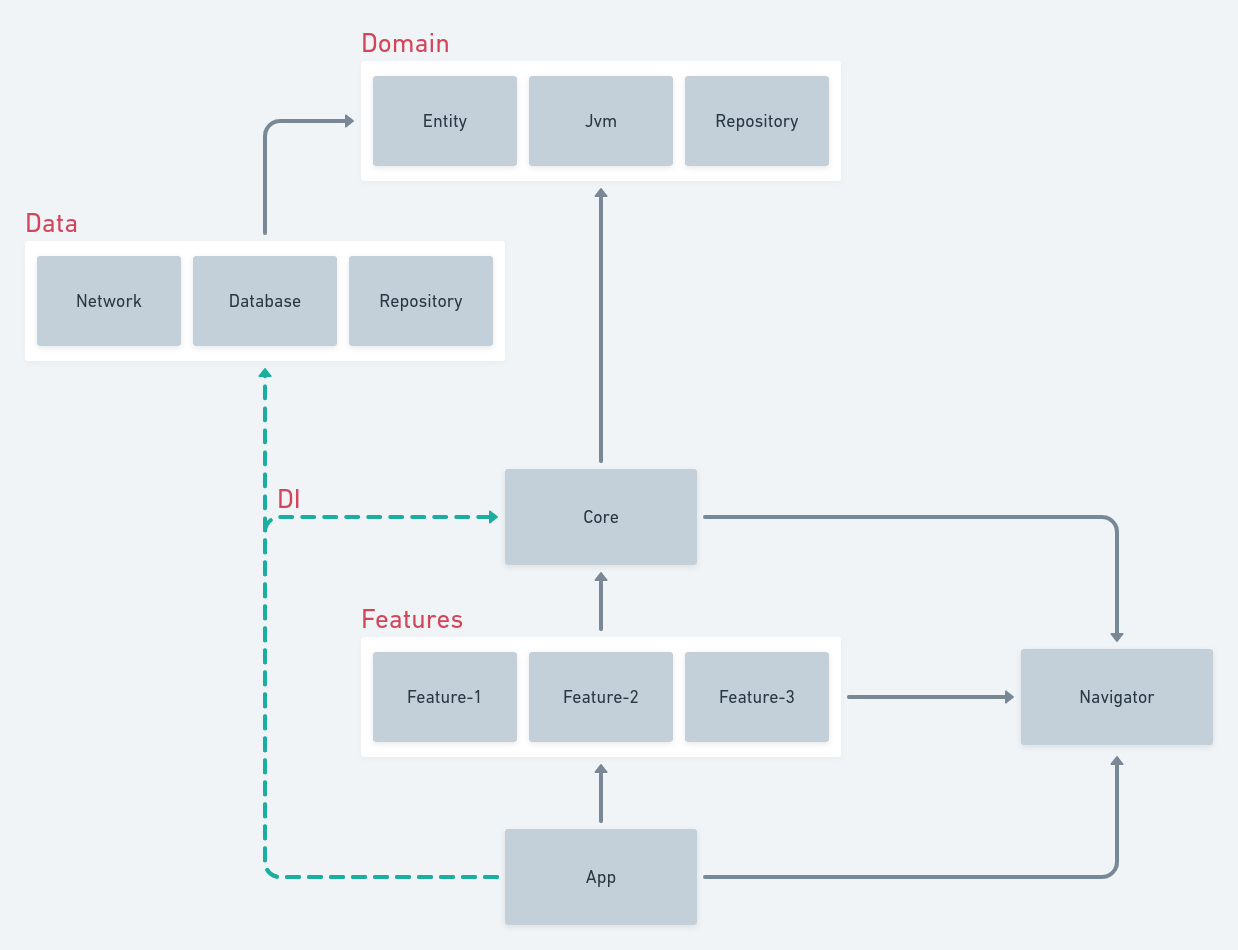 Domain
Entity
Jvm
Repository
Data
Network
Database
Repository
DI
Core
Features
Feature-1
Feature-2
Feature-3
Navigator
App